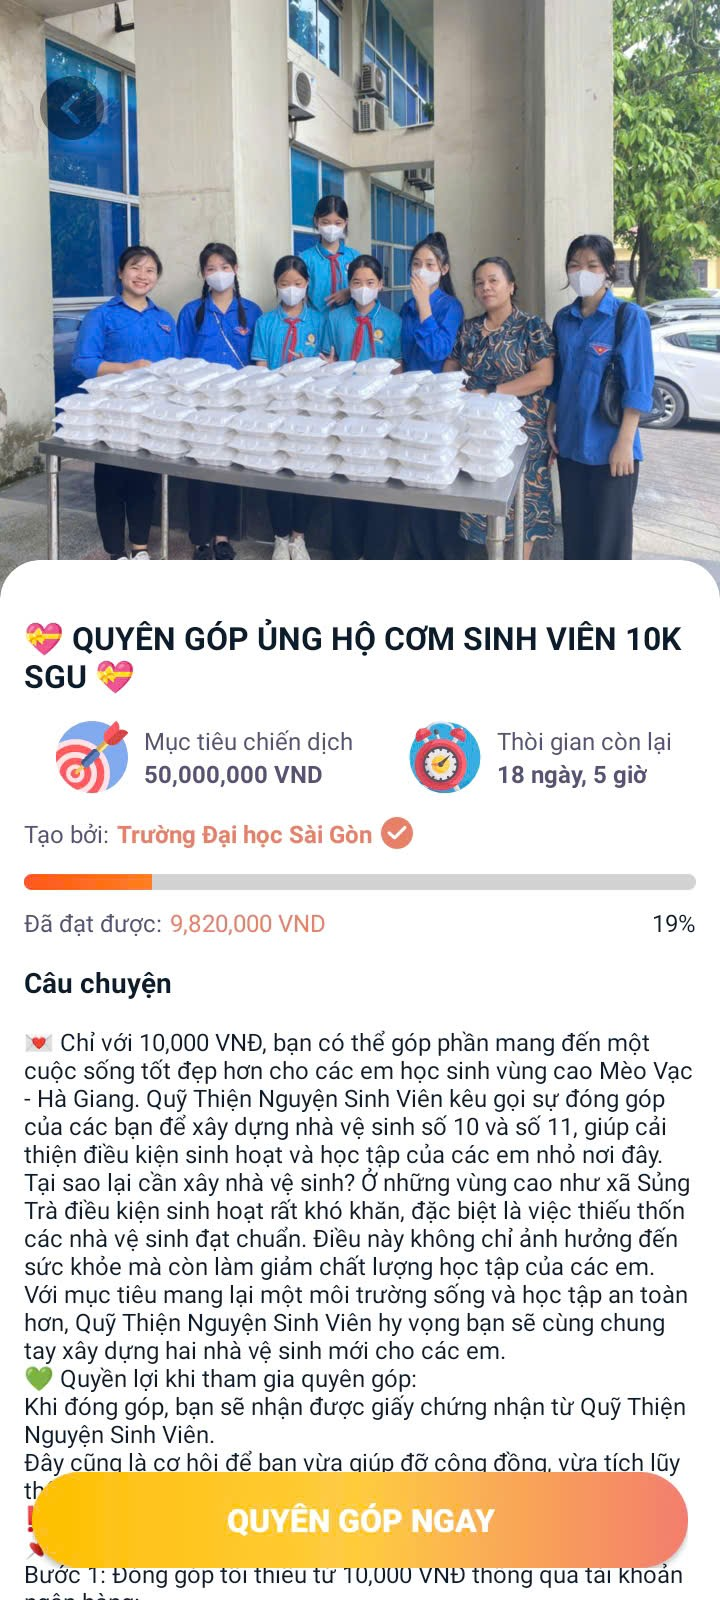 QUYÊN GÓP ỦNG HỘ CƠM SINH VIÊN 10K
SGU
Mục tiêu chiến dịch
50,000,000 VND
Thời gian còn lại
18 ngày, 5 giờ
Tạo bởi: Trường Đại học Sài Gòn
Đã đạt được: 9,820,000 VND
19%
Câu chuyện
Chỉ với 10,000 VNĐ, bạn có thể góp phần mang đến một
cuộc sống tốt đẹp hơn cho các em học sinh vùng cao Mèo Vạc
- Hà Giang. Quỹ Thiện Nguyện Sinh Viên kêu gọi sự đóng góp
của các bạn để xây dựng nhà vệ sinh số 10 và số 11, giúp cải
thiện điều kiện sinh hoạt và học tập của các em nhỏ nơi đây.
Tại sao lại cần xây nhà vệ sinh? Ở những vùng cao như xã Sủng
Trà điều kiện sinh hoạt rất khó khăn, đặc biệt là việc thiếu thốn
các nhà vệ sinh đạt chuẩn. Điều này không chỉ ảnh hưởng đến
sức khỏe mà còn làm giảm chất lượng học tập của các em.
Với mục tiêu mang lại một môi trường sống và học tập an toàn
hơn, Quỹ Thiện Nguyện Sinh Viên hy vọng bạn sẽ cùng chung
tay xây dựng hai nhà vệ sinh mới cho các em.
Quyền lợi khi tham gia quyên góp:
Khi đóng góp, bạn sẽ nhận được giấy chứng nhận từ Quỹ Thiện
Nguyện Sinh Viên.
Đây cũng là cơ hội để bạn vừa giúp đỡ cộng đồng, vừa tích lũy
QUYÊN GÓP NGAY
Bước 1: Đóng góp tối thiểu từ 10,000 VNĐ thông qua tài khoản
ngân hàng: